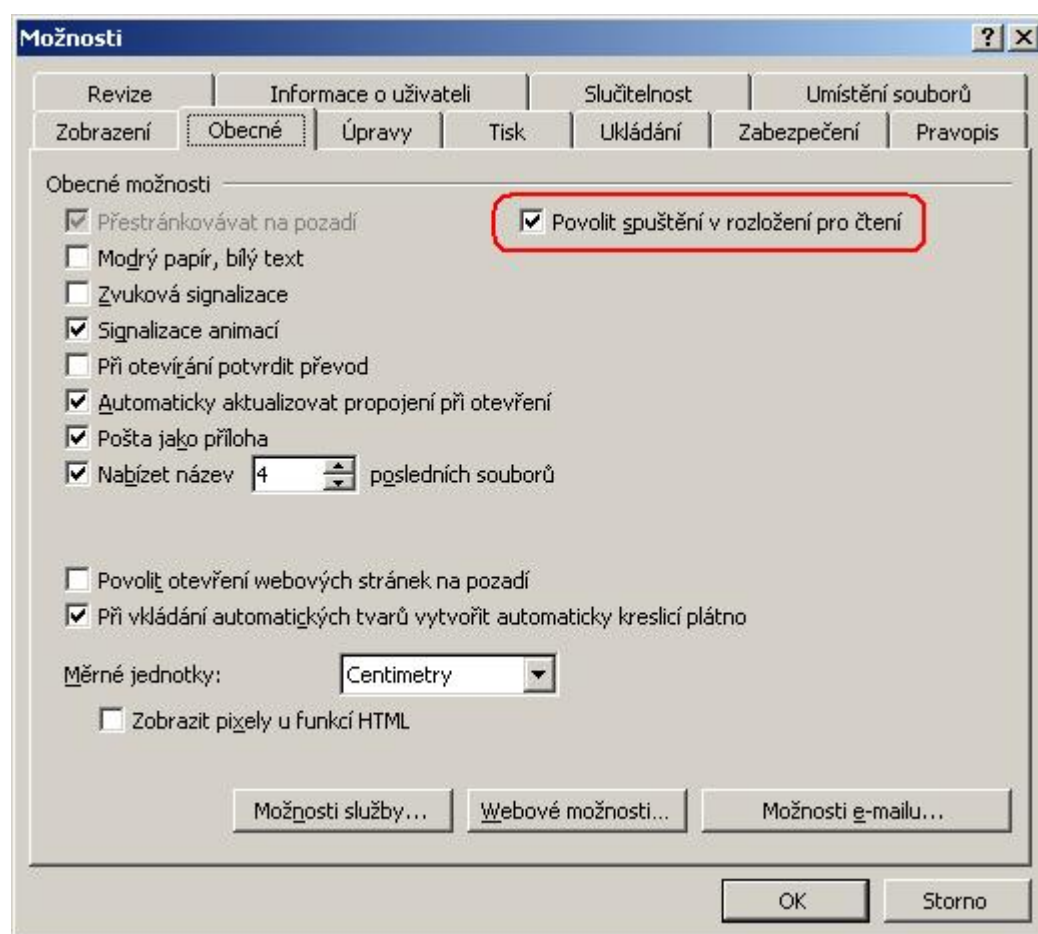 Možnosti
Revize Informace o uživateli Slučitelnost Umístění souborů
Zobrazení Obecné Úpravy Tisk Ukládání Zabezpečení Pravopis
Obecné možnosti
Přestránkovávat na pozadí Povolit spuštění v rozložení pro čtení
Modrý papír, bílý text
Zvuková signalizace
Signalizace animací
Při otevírání potvrdit převod
Automaticky aktualizovat propojení při otevření
Pošta jako příloha
Nabízet název 4 posledních souborů
Povolit otevření webových stránek na pozadí
Při vkládání automatických tvarů vytvořit automaticky kreslicí plátno
Měrné jednotky: Centimetry
Zobrazit pixely u funkcí HTML
Možnosti služby... Webové možnosti... Možnosti e-mailu...
OK Storno